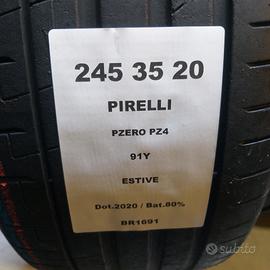 245 35 20
PIRELLI
PZERO PZ4
91Y
ESTIVE
Dot.2020 / Bat.80%
BR1691
subito